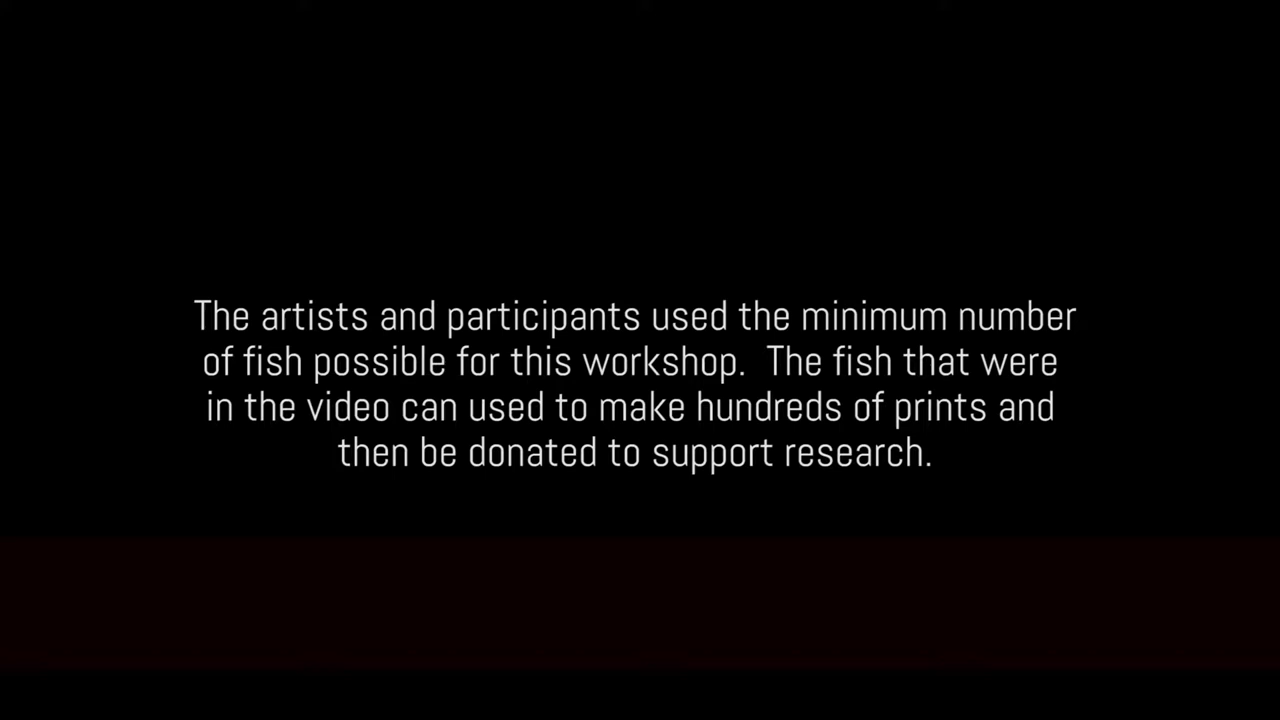 The artists and participants used the minimum number
of fish possible for this workshop.  The fish that were
in the video can used to make hundreds of prints and
then be donated to support research.